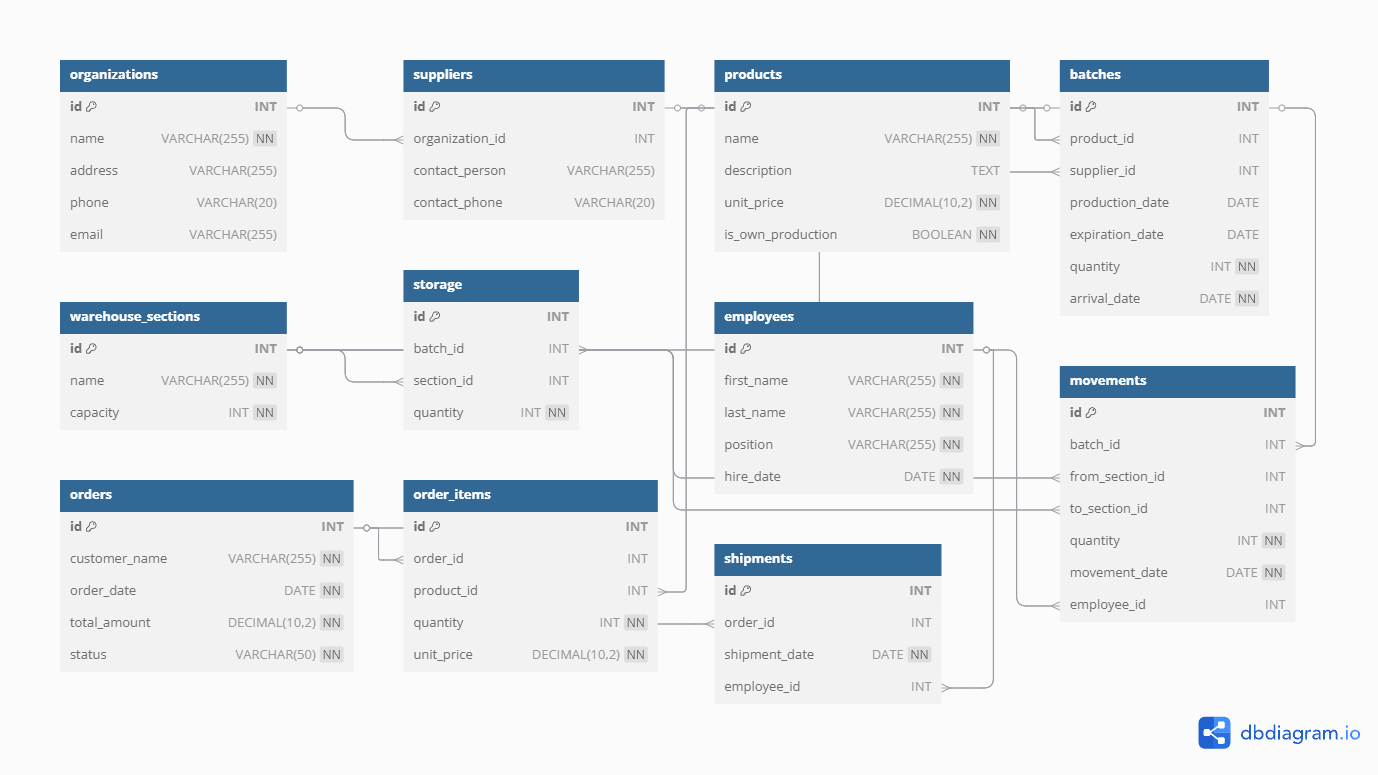 organizations
id INT
name VARCHAR(255) NN
address VARCHAR(255)
phone VARCHAR(20)
email VARCHAR(255)
suppliers
id INT
organization_id INT
contact_person VARCHAR(255)
contact_phone VARCHAR(20)
products
id INT
name VARCHAR(255) NN
description TEXT
unit_price DECIMAL(10,2) NN
is_own_production BOOLEAN NN
batches
id INT
product_id INT
supplier_id INT
production_date DATE
expiration_date DATE
quantity INT NN
arrival_date DATE NN
warehouse_sections
id INT
name VARCHAR(255) NN
capacity INT NN
storage
id INT
batch_id INT
section_id INT
quantity INT NN
employees
id INT
first_name VARCHAR(255) NN
last_name VARCHAR(255) NN
position VARCHAR(255) NN
hire_date DATE NN
movements
id INT
batch_id INT
from_section_id INT
to_section_id INT
quantity INT NN
movement_date DATE NN
employee_id INT
orders
id INT
customer_name VARCHAR(255) NN
order_date DATE NN
total_amount DECIMAL(10,2) NN
status VARCHAR(50) NN
order_items
id INT
order_id INT
product_id INT
quantity INT NN
unit_price DECIMAL(10,2) NN
shipments
id INT
order_id INT
shipment_date DATE NN
employee_id INT
dbdiagram.io